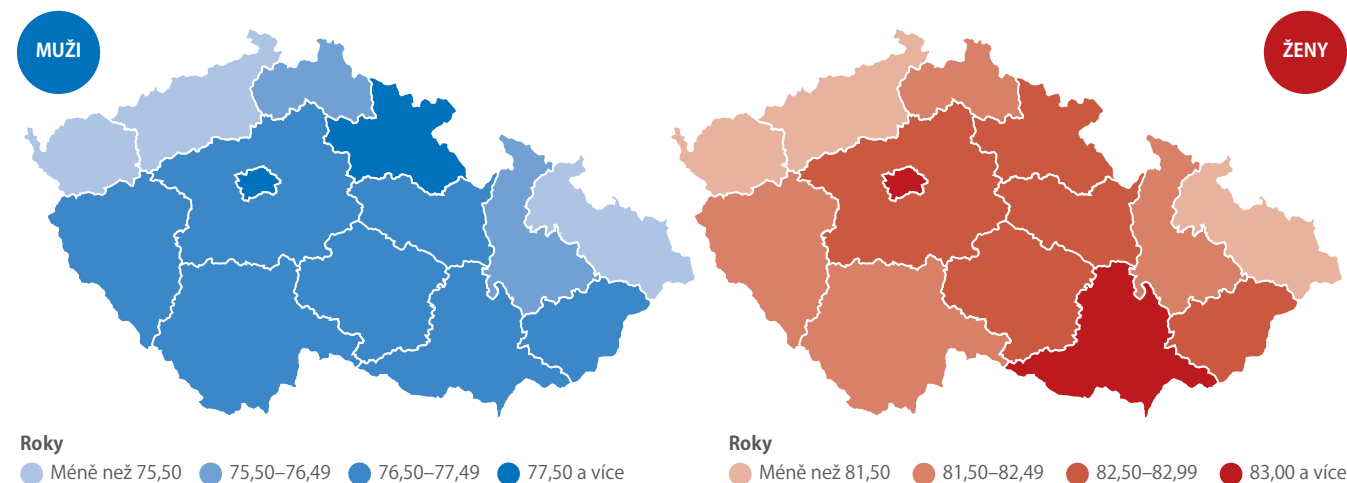 MUŽI
ŽENY
Roky
Méně než 75,50 75,50–76,49 76,50–77,49 77,50 a více
Roky
Méně než 81,50 81,50–82,49 82,50–82,99 83,00 a více